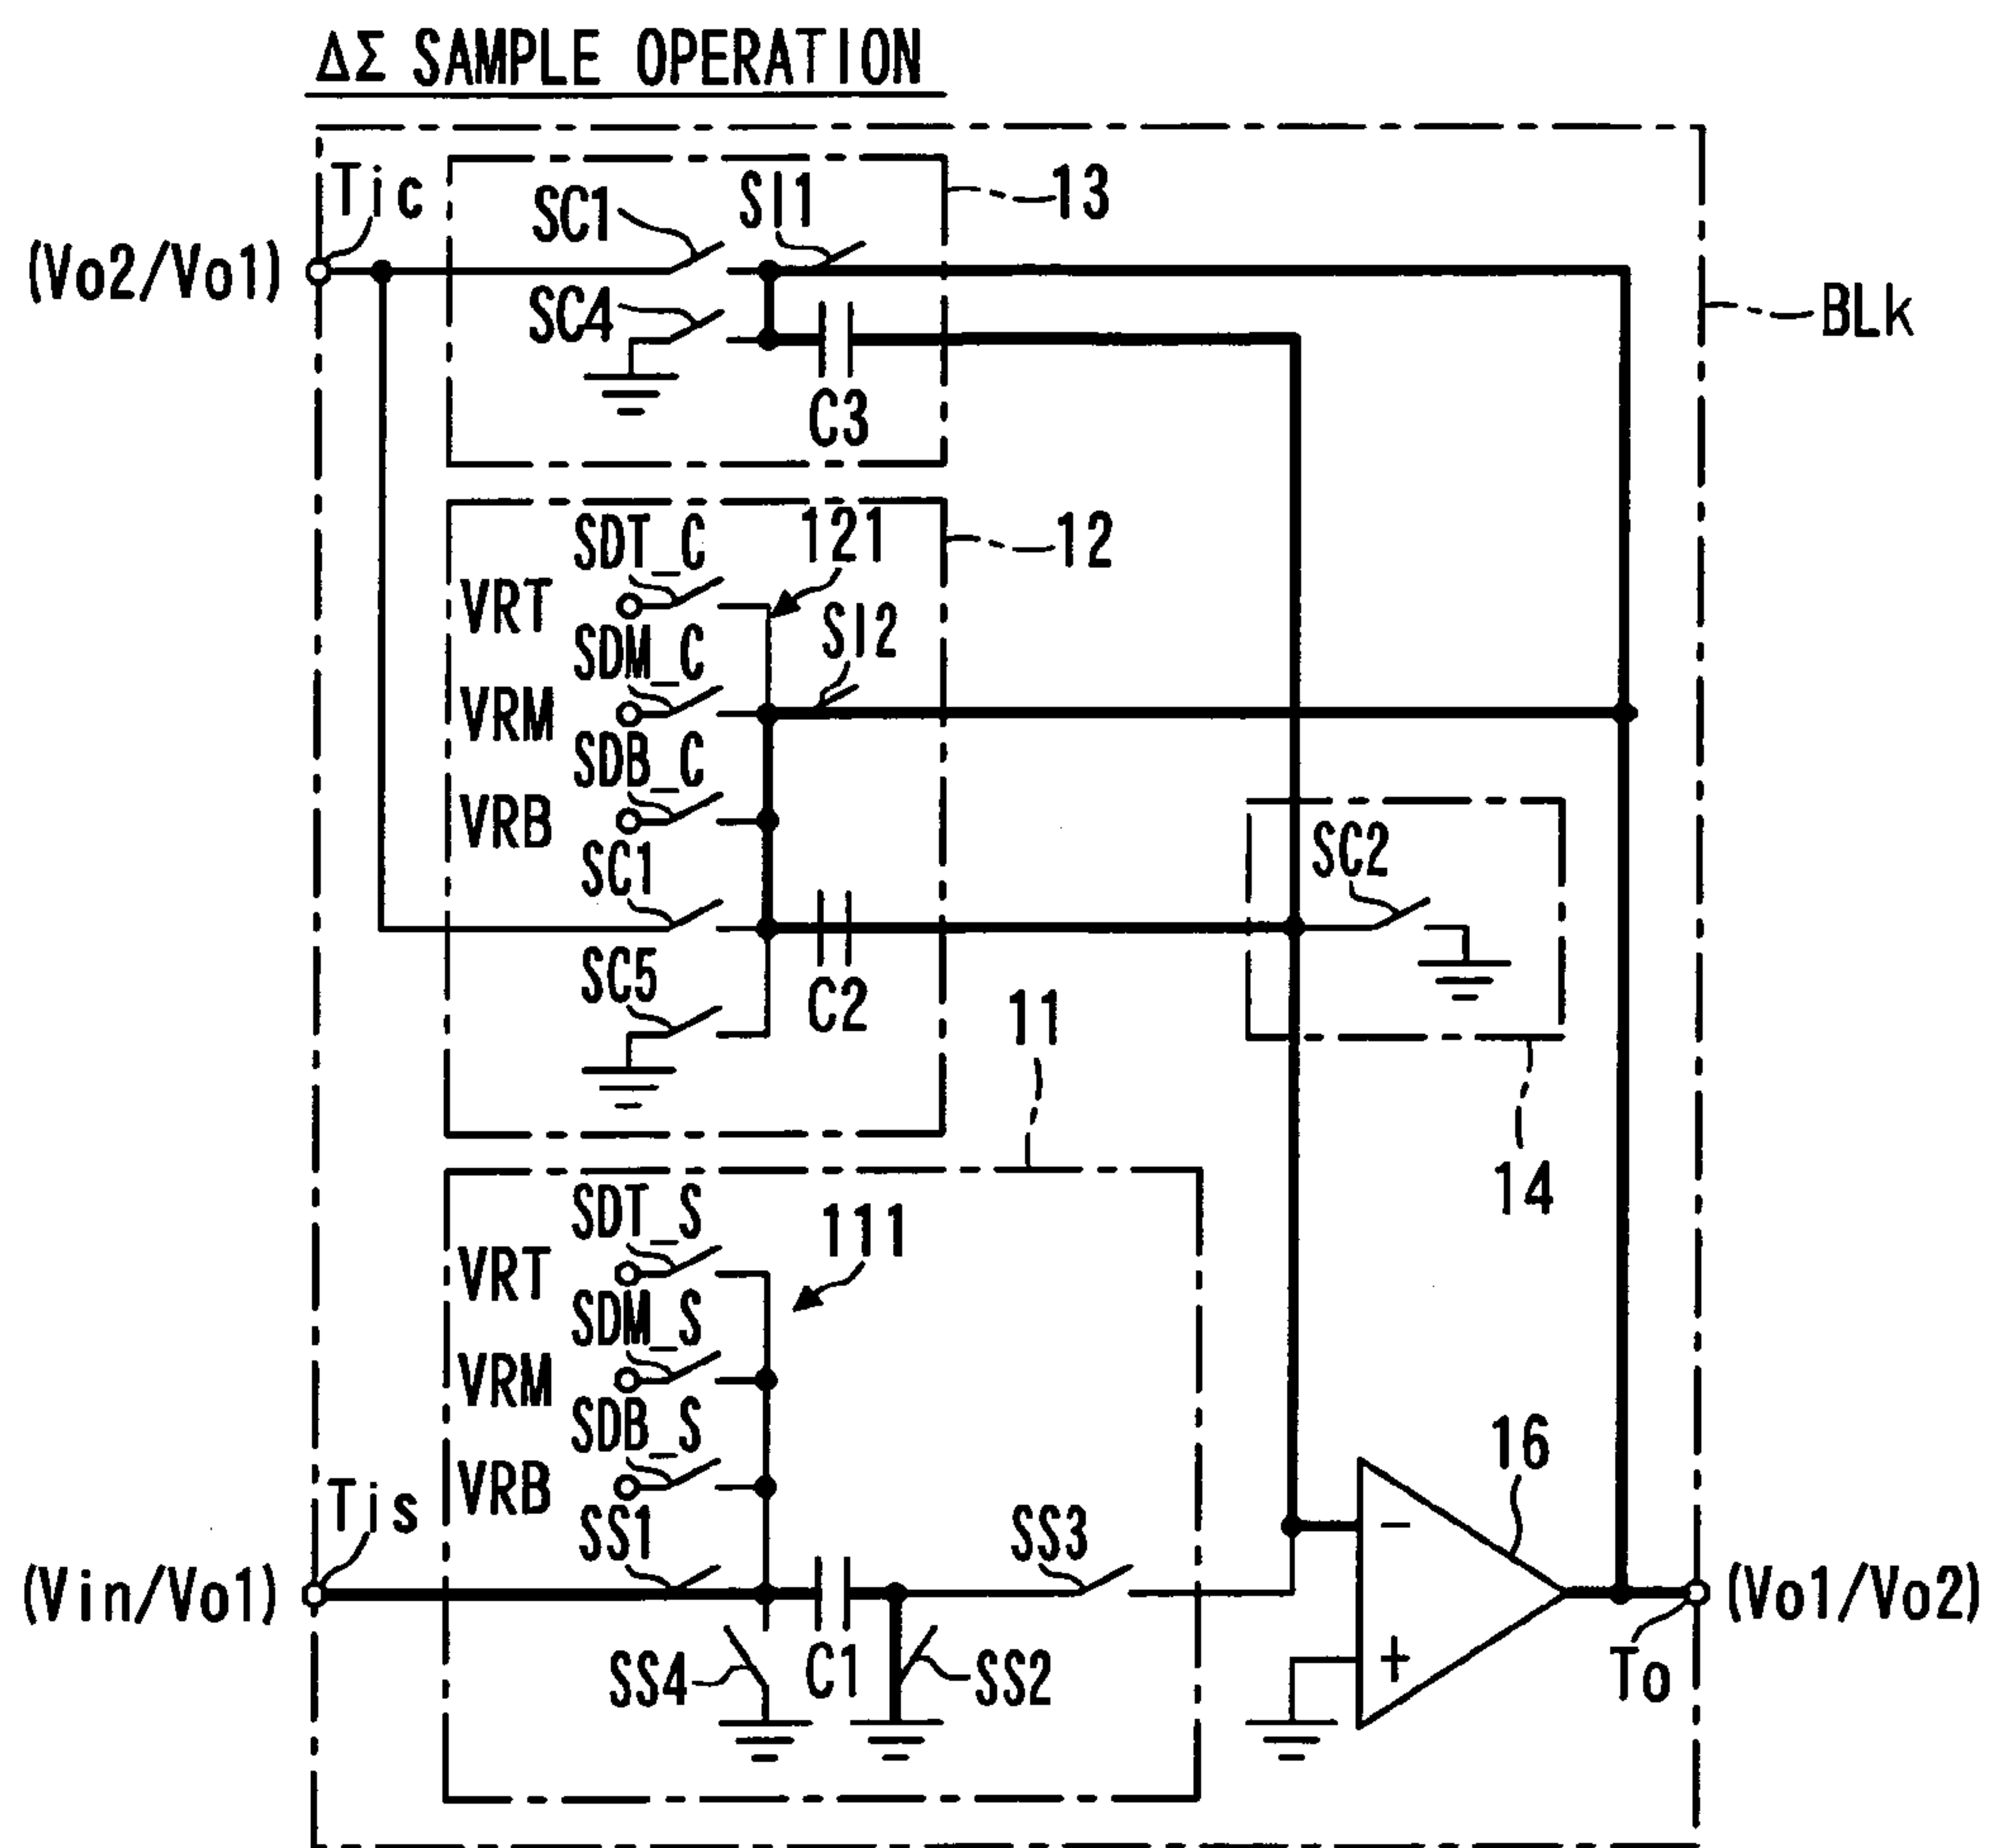 ΔΣ SAMPLE OPERATION
Tic
SC1
SI1
13
(Vo2/Vo1)
SC4
BLk
C3
SDT_C
121
12
VRT
SDM_C
SI2
VRM
SDB_C
VRB
SC1
SC2
SC5
C2
11
14
SDT_S
111
VRT
SDM_S
VRM
SDB_S
16
VRB
Tis
SS1
SS3
-
(Vin/Vo1)
(Vo1/Vo2)
SS4
C1
SS2
+
To